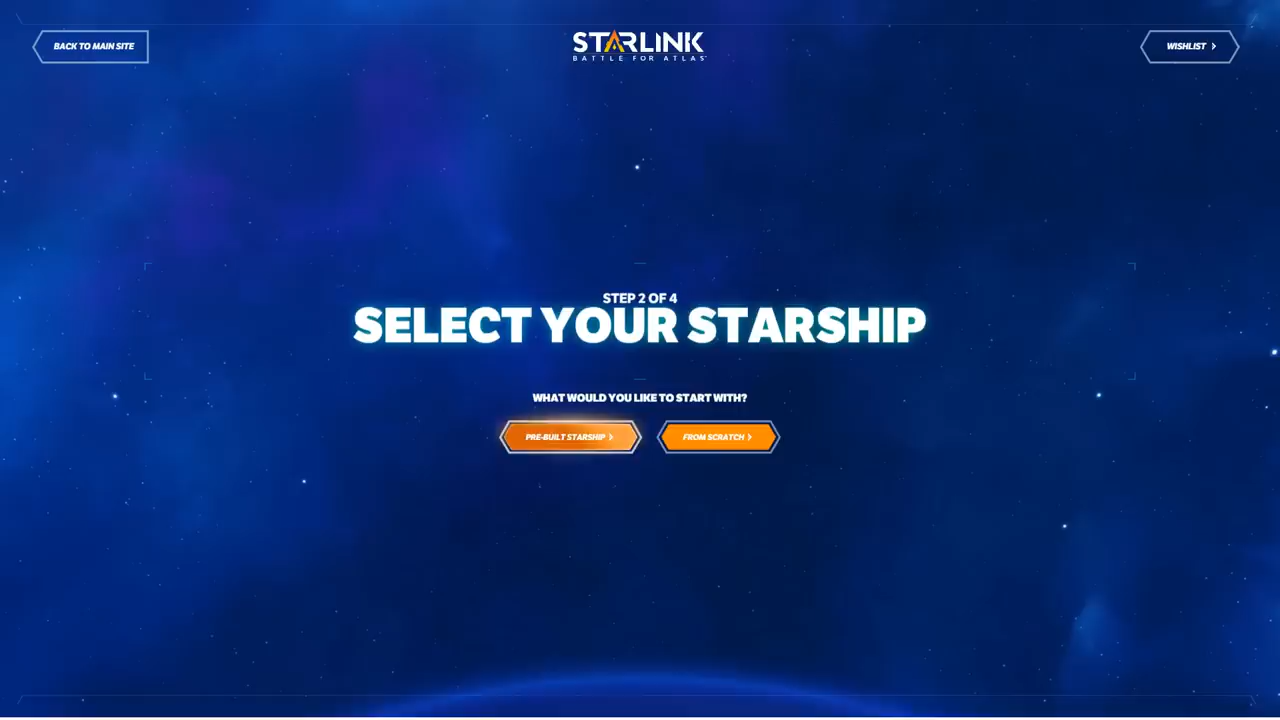 BACK TO MAIN SITE
STARLINK
BATTLE FOR ATLAS
WISHLIST
STEP 2 OF 4
SELECT YOUR STARSHIP
WHAT WOULD YOU LIKE TO START WITH?
PRE-BUILT STARSHIP
FROM SCRATCH